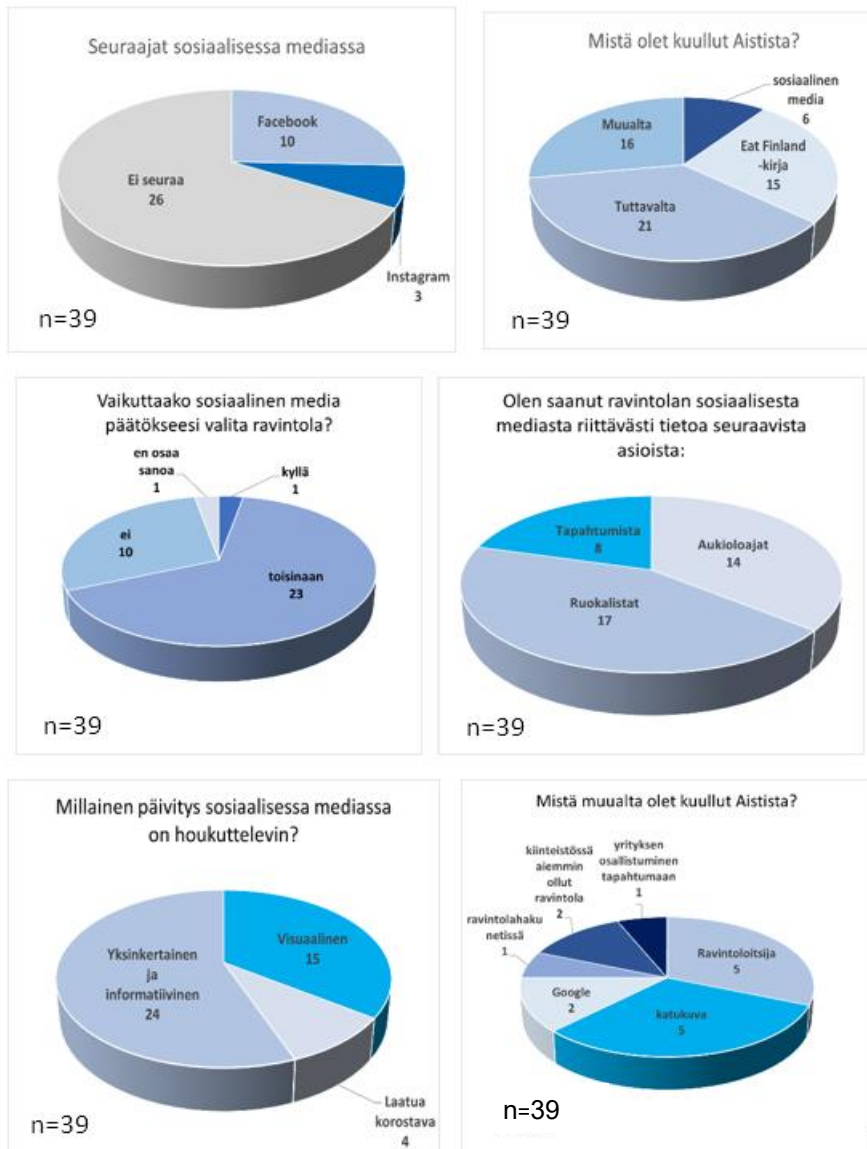 Seuraajat sosiaalisessa mediassa
Facebook
10
Ei seuraa
26
Instagram
3
n=39
Mistä olet kuullut Aistista?
sosiaalinen
media
6
Muualta
16
Eat Finland
-kirja
15
Tuttavalta
21
n=39
Vaikuttaako sosiaalinen media
päätökseesi valita ravintola?
en osaa
sanoa
1
kyllä
1
ei
10
toisinaan
23
n=39
Olen saanut ravintolan sosiaalisesta
mediasta riittävästi tietoa seuraavista
asioista:
Tapahtumista
8
Aukioloajat
14
Ruokalistat
17
n=39
Millainen päivitys sosiaalisessa mediassa
on houkuttelevin?
Visuaalinen
15
Yksinkertainen
ja
informatiivinen
24
Laatua
korostava
4
n=39
Mistä muualta olet kuullut Aistista?
kiinteistössä
aiemmin
ollut
ravintola
2
yrityksen
osallistuminen
tapahtumaan
1
ravintolahaku
netissä
1
Ravintoloitsija
5
Google
2
katukuva
5
n=39